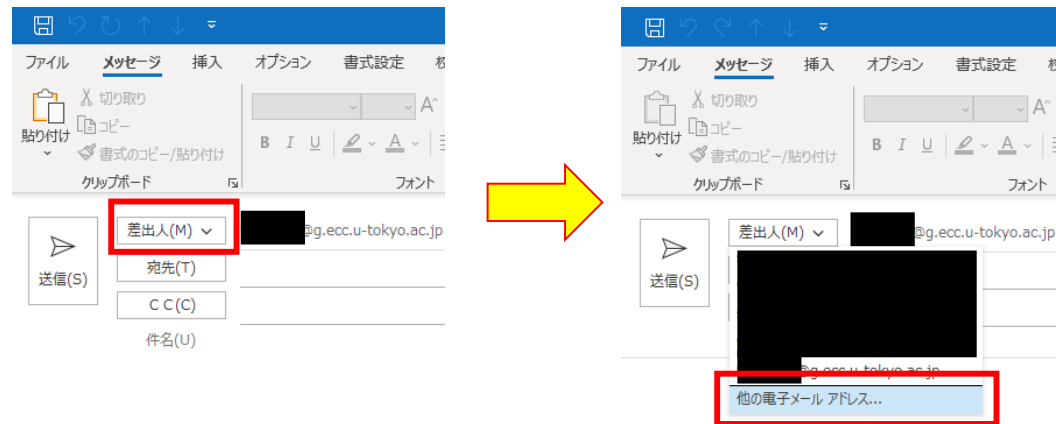 ファイル メッセージ 挿入 オプション 書式設定
貼り付け
切り取り
コピー
書式のコピー/貼り付け
B I U A
クリップボード
フォント
送信(S)
差出人(M)
@g.ecc.u-tokyo.ac.jp
宛先(T)
C C(C)
件名(U)
ファイル メッセージ 挿入 オプション 書式設定
貼り付け
切り取り
コピー
書式のコピー/貼り付け
B I U A
クリップボード
フォント
送信(S)
差出人(M)
@g.ecc.u-tokyo.ac.jp
@g.ecc.u-tokyo.ac.jp
他の電子メール アドレス...